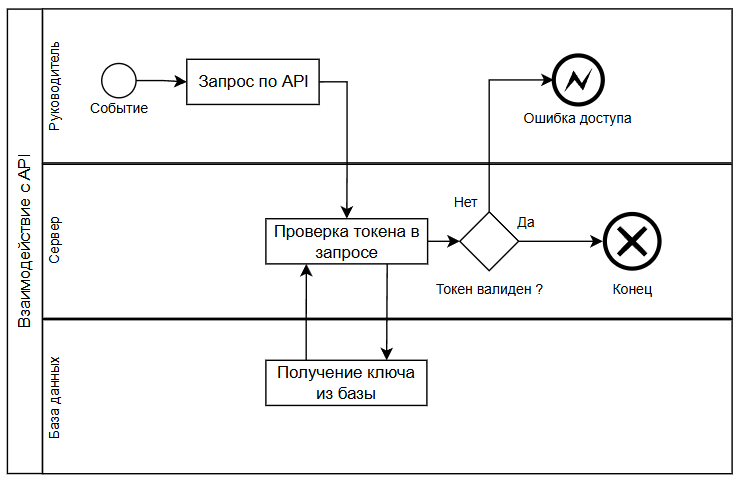 Взаимодействие с API
Руководитель
Событие
Запрос по API
Ошибка доступа
Сервер
Проверка токена в
запросе
Нет
Да
Токен валиден ?
Конец
База данных
Получение ключа
из базы